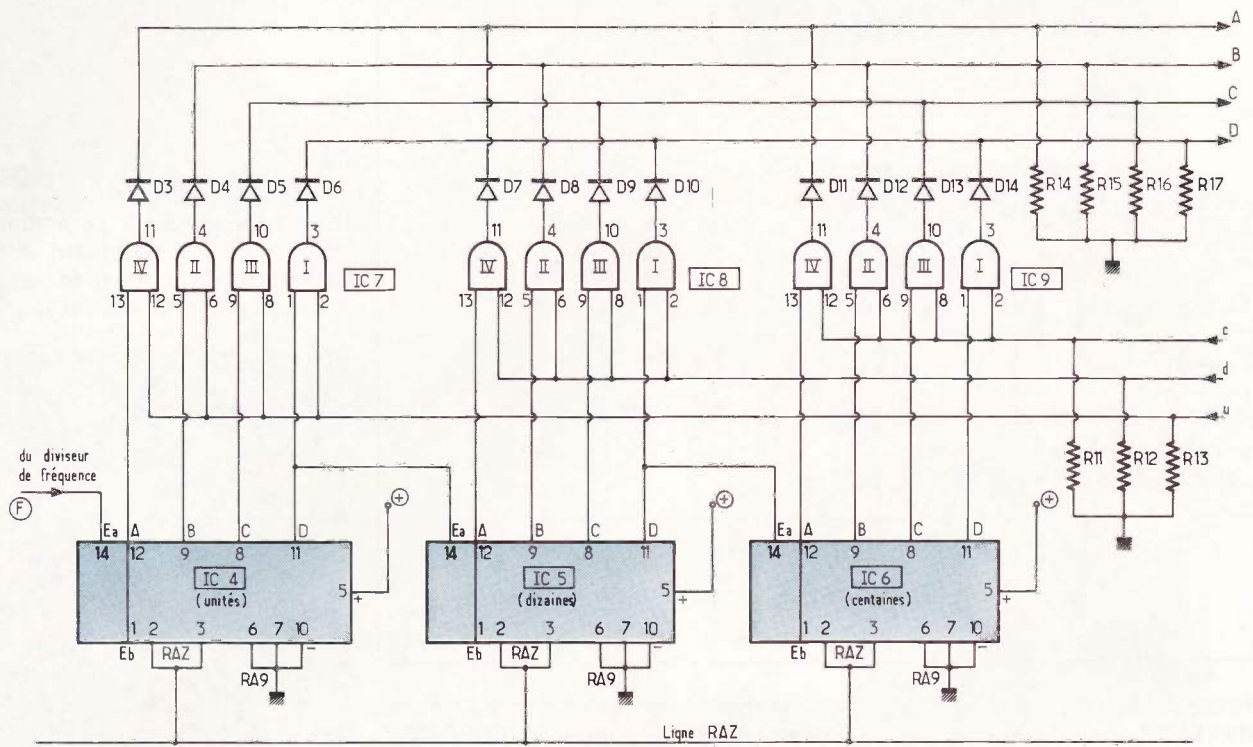 A
B
C
D
D3 D4 D5 D6 D7 D8 D9 D10 D11 D12 D13 D14 R14 R15 R16 R17
11 4 10 3 11 4 10 3 11 4 10 3
IV II III I IC 7 IV II III I IC 8 IV II III I IC 9
13 12 5 6 9 8 1 2 13 12 5 6 9 8 1 2 13 12 5 6 9 8 1 2
c
d
u
du diviseur
de fréquence
F
R11 R12 R13
+ + +
Ea A B C D Ea A B C D Ea A B C D
14 12 9 8 11 14 12 9 8 11 14 12 9 8 11
IC 4 5 + IC 5 5 + IC 6 5 +
(unités) (dizaines) (centaines)
1 2 3 6 7 10 - 1 2 3 6 7 10 - 1 2 3 6 7 10 -
Eb RAZ Eb RAZ Eb RAZ
RA9 RA9 RA9
Ligne RAZ